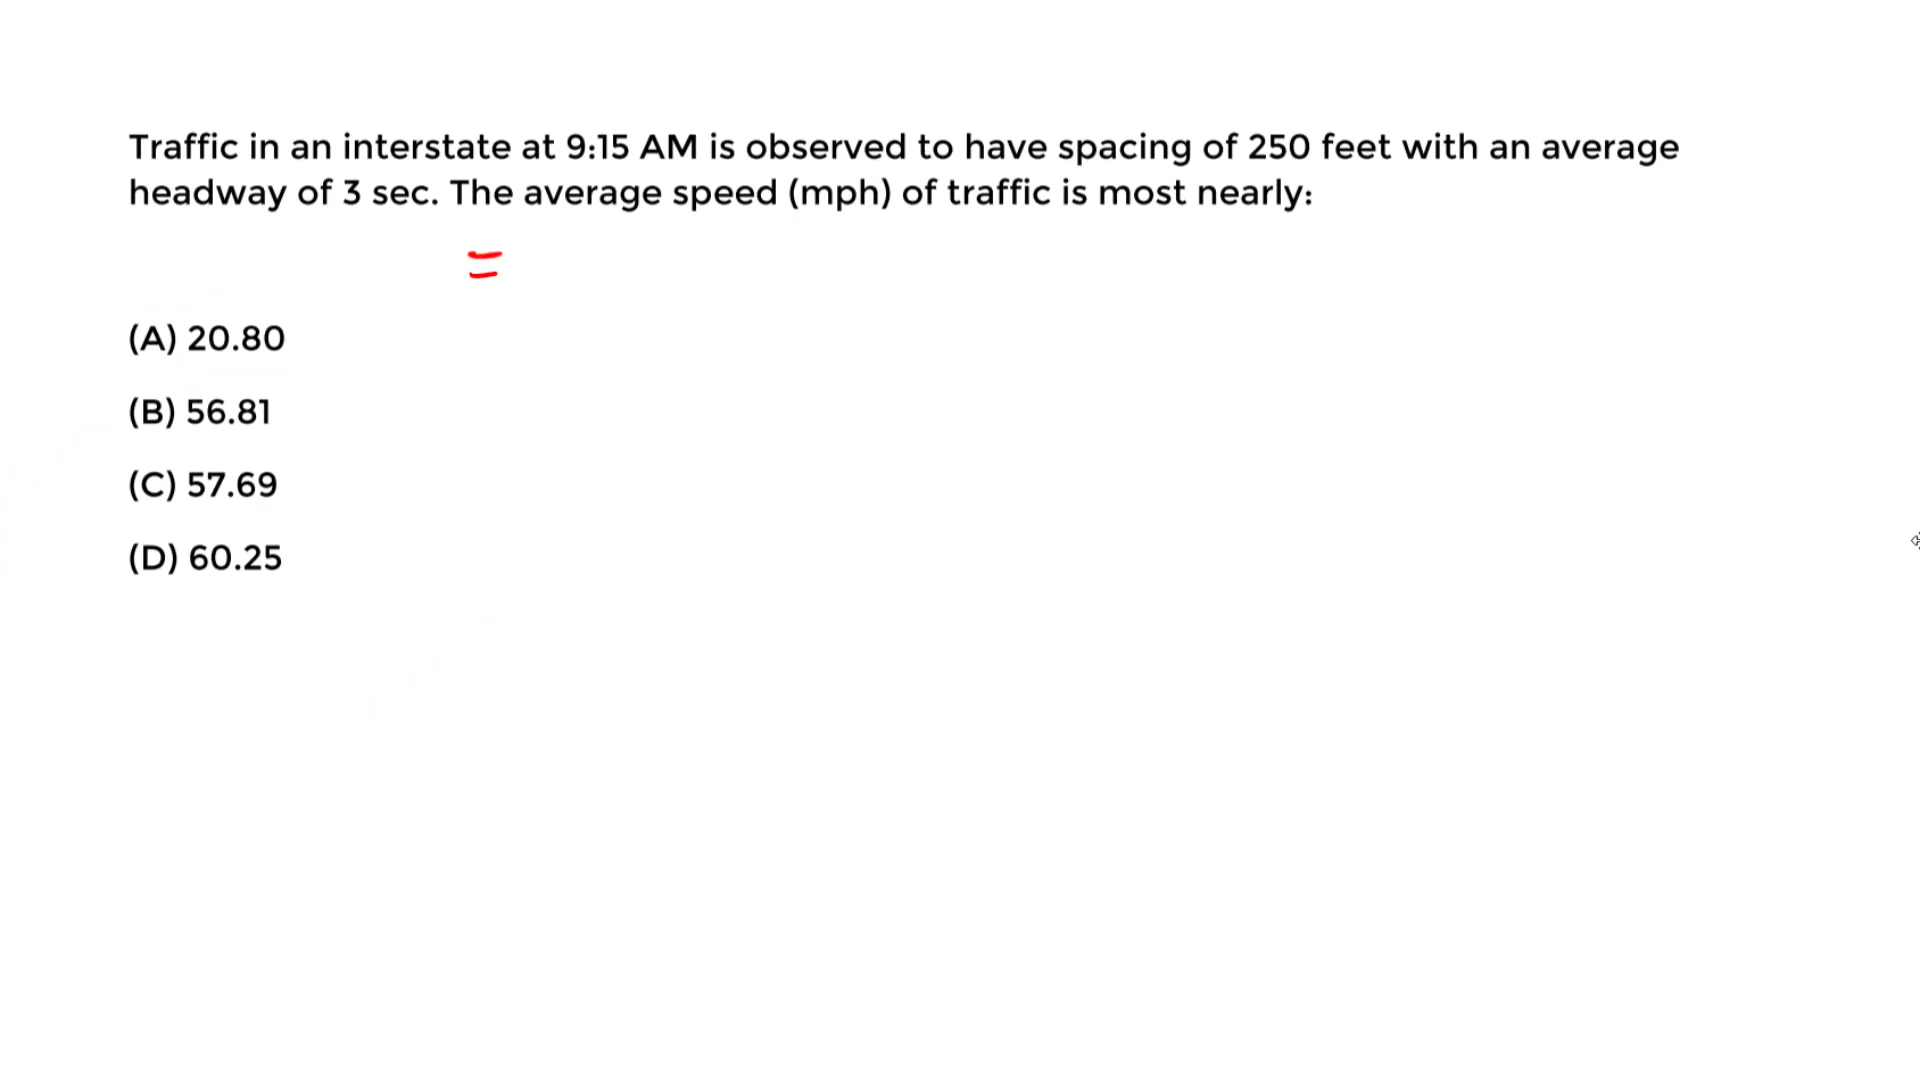 Traffic in an interstate at 9:15 AM is observed to have spacing of 250 feet with an average
headway of 3 sec. The average speed (mph) of traffic is most nearly:
=
(A) 20.80
(B) 56.81
(C) 57.69
(D) 60.25